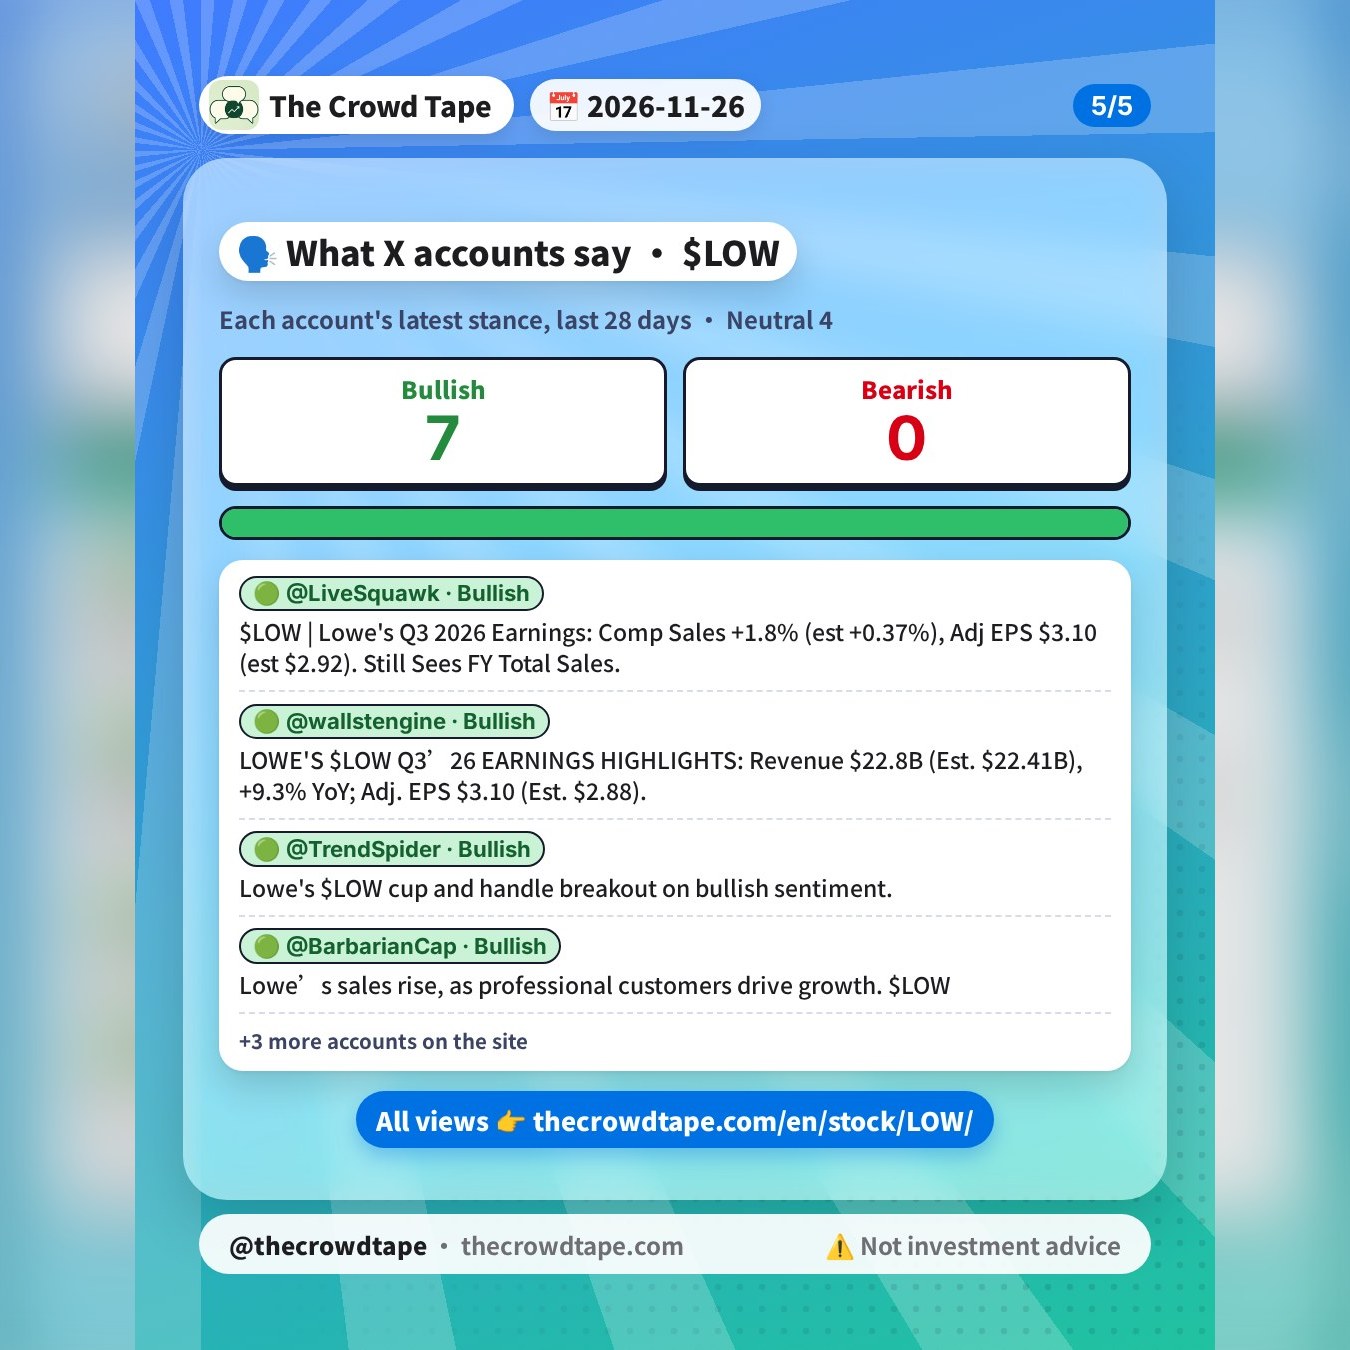 The Crowd Tape
2026-11-26
5/5
What X accounts say • $LOW
Each account's latest stance, last 28 days • Neutral 4
Bullish
7
Bearish
0
@LiveSquawk · Bullish
$LOW | Lowe's Q3 2026 Earnings: Comp Sales +1.8% (est +0.37%), Adj EPS $3.10
(est $2.92). Still Sees FY Total Sales.
@wallstengine · Bullish
LOWE'S $LOW Q3’26 EARNINGS HIGHLIGHTS: Revenue $22.8B (Est. $22.41B),
+9.3% YoY; Adj. EPS $3.10 (Est. $2.88).
@TrendSpider · Bullish
Lowe's $LOW cup and handle breakout on bullish sentiment.
@BarbarianCap · Bullish
Lowe’s sales rise, as professional customers drive growth. $LOW
+3 more accounts on the site
All views 👉 thecrowdtape.com/en/stock/LOW/
@thecrowdtape • thecrowdtape.com
⚠️ Not investment advice